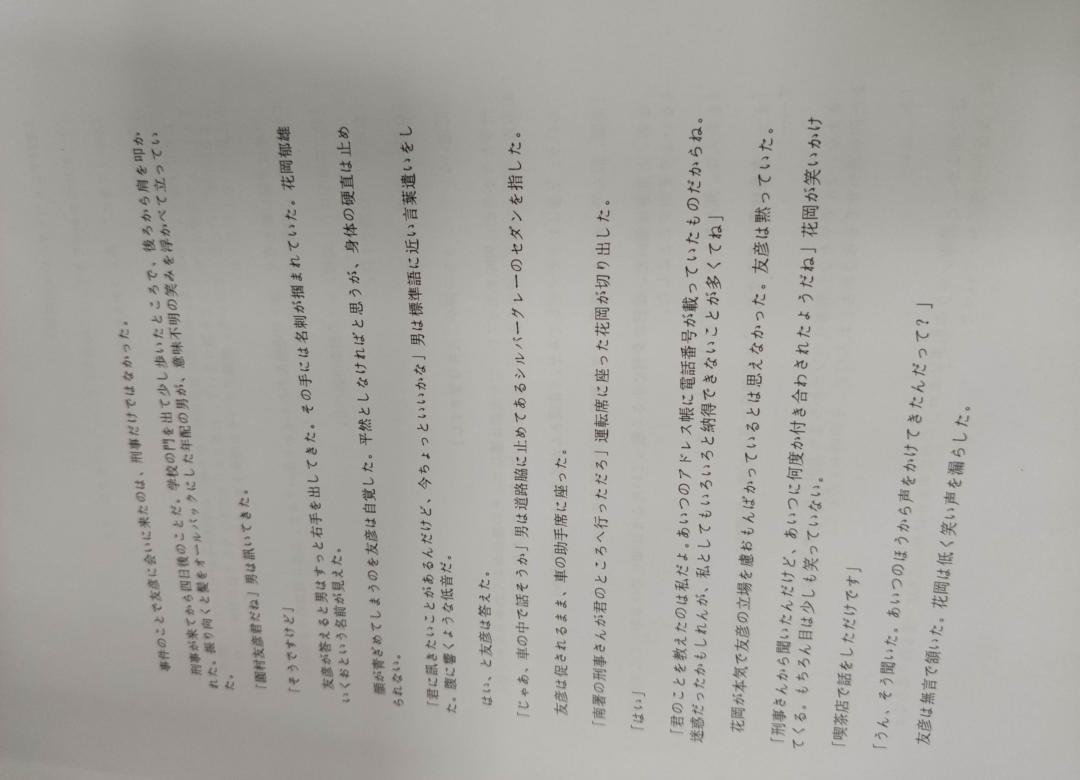 事件のことで友彦に会いに来たのは、刑事だけではなかった。
刑事が来てから四日後のことだ。学校の門を出て少し歩いたところで、後ろから肩を叩か
れた。振り向くと髪をオールバックにした年配の男が、意味不明の笑みを浮かべて立ってい
た。
「園村友彦君だね」男は訊いてきた。
「そうですけど」
友彦が答えると男はすっと右手を出してきた。その手には名刺が掴まれていた。花岡郁雄
いくおという名前が見えた。
顔が青ざめてしまうのを友彦は自覚した。平然としなければと思うが、身体の硬直は止め
られない。
「君に訊きたいことがあるんだけど、今ちょっといいかな」男は標準語に近い言葉遣いをし
た。腹に響くような低音だ。
はい、と友彦は答えた。
「じゃあ、車の中で話そうか」男は道路脇に止めてあるシルバーグレーのセダンを指した。
友彦は促されるまま、車の助手席に座った。
「南署の刑事さんが君のところへ行っただろ」運転席に座った花岡が切り出した。
「はい」
「君のことを教えたのは私だよ。あいつのアドレス帳に電話番号が載っていたものだからね。
迷惑だったかもしれんが、私としてもいろいろと納得できないことが多くてね」
花岡が本気で友彦の立場を慮おもんばかっているとは思えなかった。友彦は黙っていた。
「刑事さんから聞いたんだけど、あいつに何度か付き合わされたようだね」花岡が笑いかけ
てくる。もちろん目は少しも笑っていない。
「喫茶店で話をしただけです」
「うん、そう聞いた。あいつのほうから声をかけてきたんだって？」
友彦は無言で頷いた。花岡は低く笑い声を漏らした。